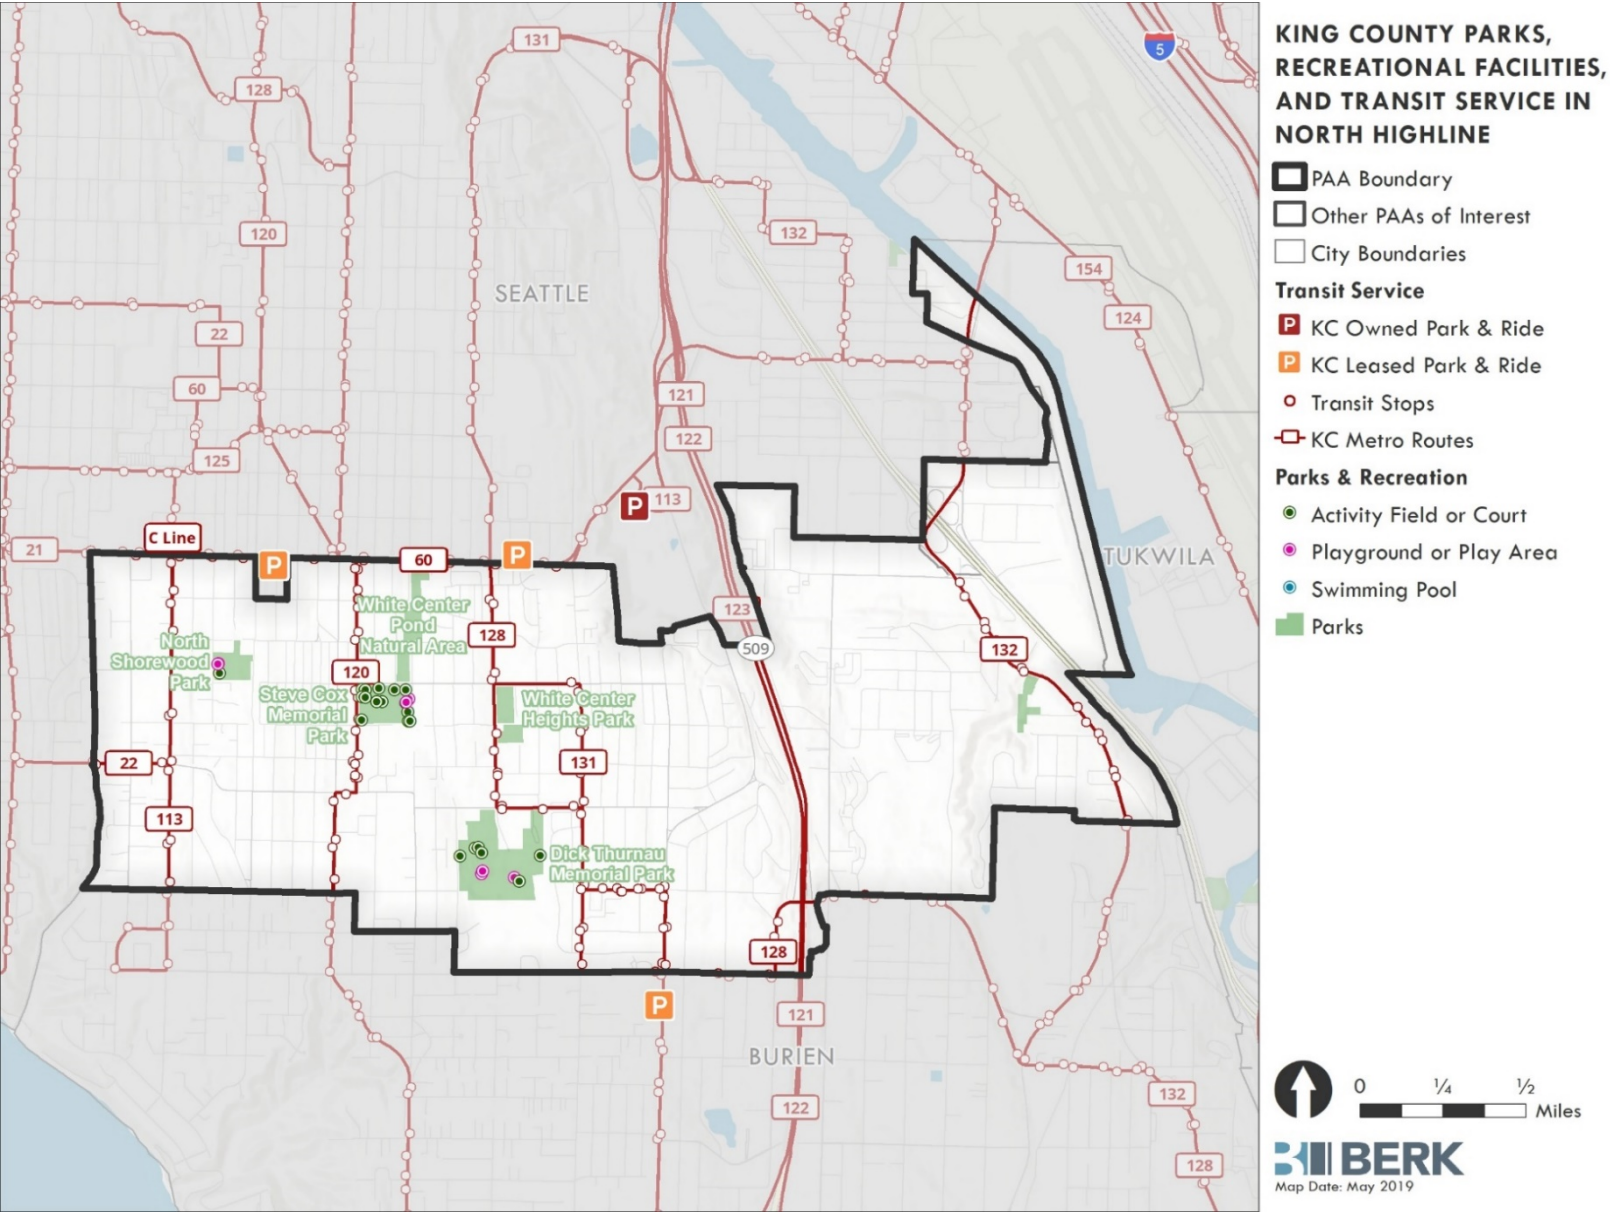 131
5
128
120
132
SEATTLE
154
124
22
60
121
122
125
113
21
C Line
60
TUKWILA
White Center
Pond
Natural Area
123
128
509
132
North
Shorewood
Park
120
Steve Cox
Memorial
Park
White Center
Heights Park
22
131
113
Dick Thurnau
Memorial Park
128
121
BURIEN
122
132
128
P
P
P
P
KING COUNTY PARKS,
RECREATIONAL FACILITIES,
AND TRANSIT SERVICE IN
NORTH HIGHLINE
PAA Boundary
Other PAAs of Interest
City Boundaries
Transit Service
P KC Owned Park & Ride
P KC Leased Park & Ride
Transit Stops
KC Metro Routes
Parks & Recreation
Activity Field or Court
Playground or Play Area
Swimming Pool
Parks
0 ¼ ½
Miles
BERK
Map Date: May 2019